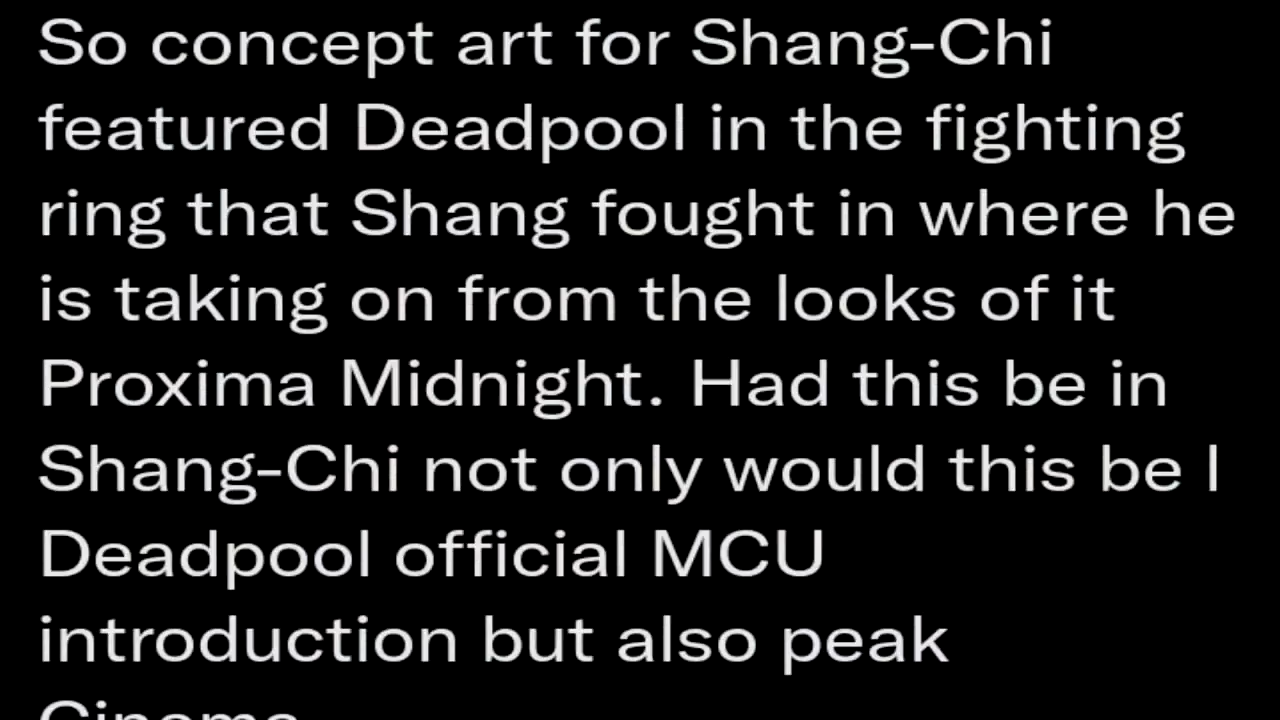 So concept art for Shang-Chi
featured Deadpool in the fighting
ring that Shang fought in where he
is taking on from the looks of it
Proxima Midnight. Had this be in
Shang-Chi not only would this be l
Deadpool official MCU
introduction but also peak
Cinema